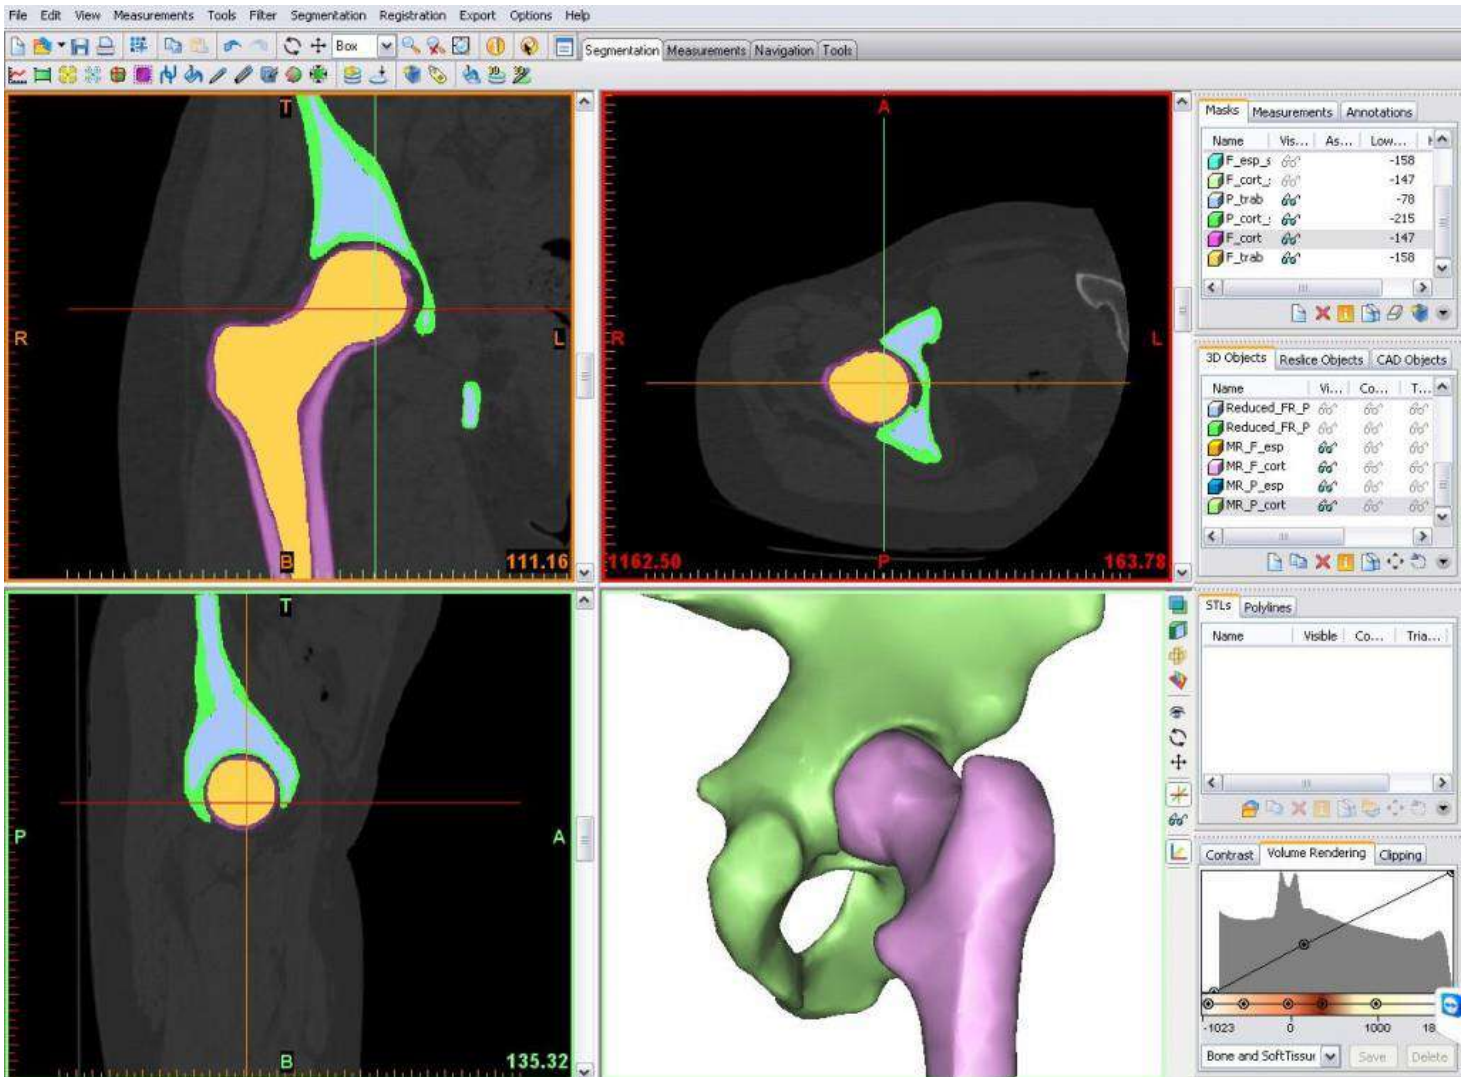 File Edit View Measurements Tools Filter Segmentation Registration Export Options Help
Box
Segmentation Measurements Navigation Tools
T
R
L
B
111.16
A
R
L
P
1162.50
163.78
T
P
A
B
135.32
Masks Measurements Annotations
Name Vis... As... Low...
F_esp_s -158
F_cort_ -147
P_trab -78
P_cort_ -215
F_cort -147
F_trab -158
3D Objects Reslice Objects CAD Objects
Name Vi... Co... T...
Reduced_FR_P
Reduced_FR_P
MR_F_esp
MR_F_cort
MR_P_esp
MR_P_cort
STLs Polylines
Name Visible Co... Tria...
Contrast Volume Rendering Clipping
-1023 0 1000 18
Bone and SoftTissu Save Delete